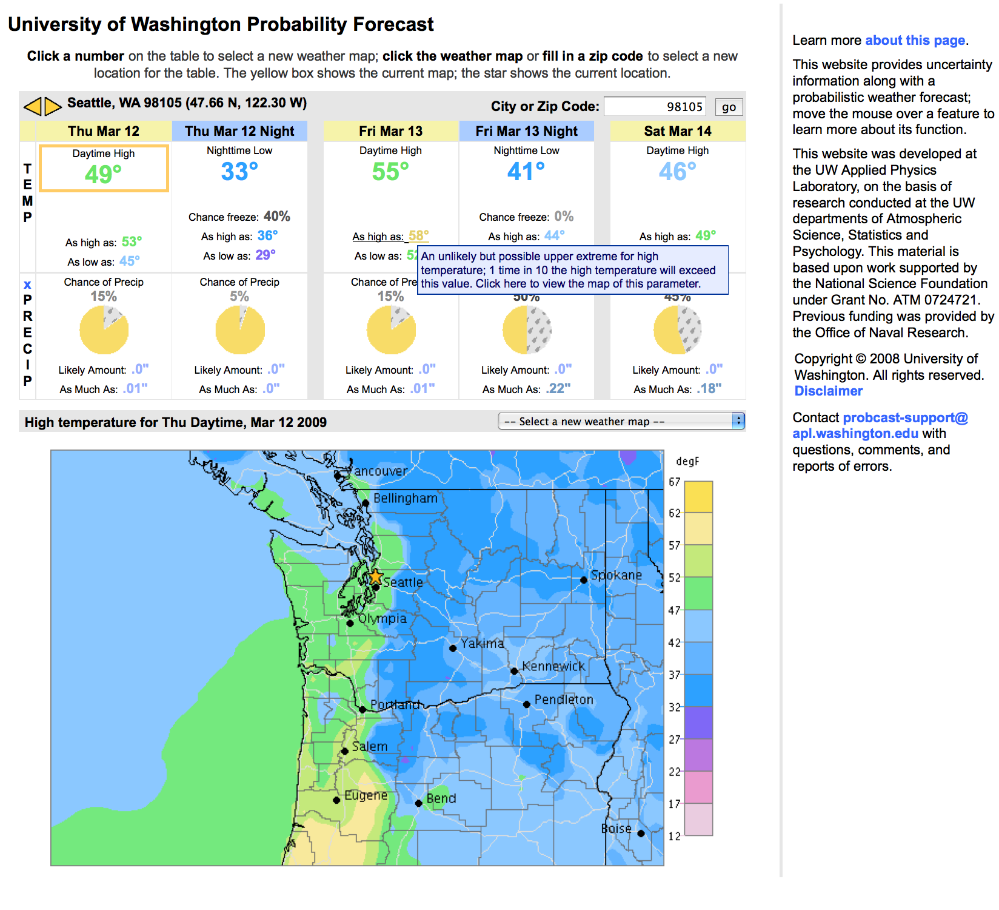 University of Washington Probability Forecast
Click a number on the table to select a new weather map; click the weather map or fill in a zip code to select a new
location for the table. The yellow box shows the current map; the star shows the current location.
Seattle, WA 98105 (47.66 N, 122.30 W)
City or Zip Code: 98105 go
Thu Mar 12 Thu Mar 12 Night Fri Mar 13 Fri Mar 13 Night Sat Mar 14
TEMP
Daytime High Nighttime Low Daytime High Nighttime Low Daytime High
49° 33° 55° 41° 46°
Chance freeze: 40% Chance freeze: 0%
As high as: 53° As high as: 36° As high as: 58° As high as: 44° As high as: 49°
As low as: 45° As low as: 29° As low as:
An unlikely but possible upper extreme for high
temperature; 1 time in 10 the high temperature will exceed
this value. Click here to view the map of this parameter.
x
PRECIP
Chance of Precip Chance of Precip Chance of Pre
15% 5% 15% 50% 45%
Likely Amount: .0" Likely Amount: .0" Likely Amount: .0" Likely Amount: .0" Likely Amount: .0"
As Much As: .01" As Much As: .0" As Much As: .01" As Much As: .22" As Much As: .18"
High temperature for Thu Daytime, Mar 12 2009
-- Select a new weather map --
degF
67
62
57
52
47
42
37
32
27
22
17
12
Vancouver
Bellingham
Spokane
Seattle
Olympia
Yakima
Kennewick
Pendleton
Portland
Salem
Eugene
Bend
Boise
Learn more about this page.
This website provides uncertainty
information along with a
probabilistic weather forecast;
move the mouse over a feature to
learn more about its function.
This website was developed at
the UW Applied Physics
Laboratory, on the basis of
research conducted at the UW
departments of Atmospheric
Science, Statistics and
Psychology. This material is
based upon work supported by
the National Science Foundation
under Grant No. ATM 0724721.
Previous funding was provided by
the Office of Naval Research.
Copyright © 2008 University of
Washington. All rights reserved.
Disclaimer
Contact probcast-support@
apl.washington.edu with
questions, comments, and
reports of errors.